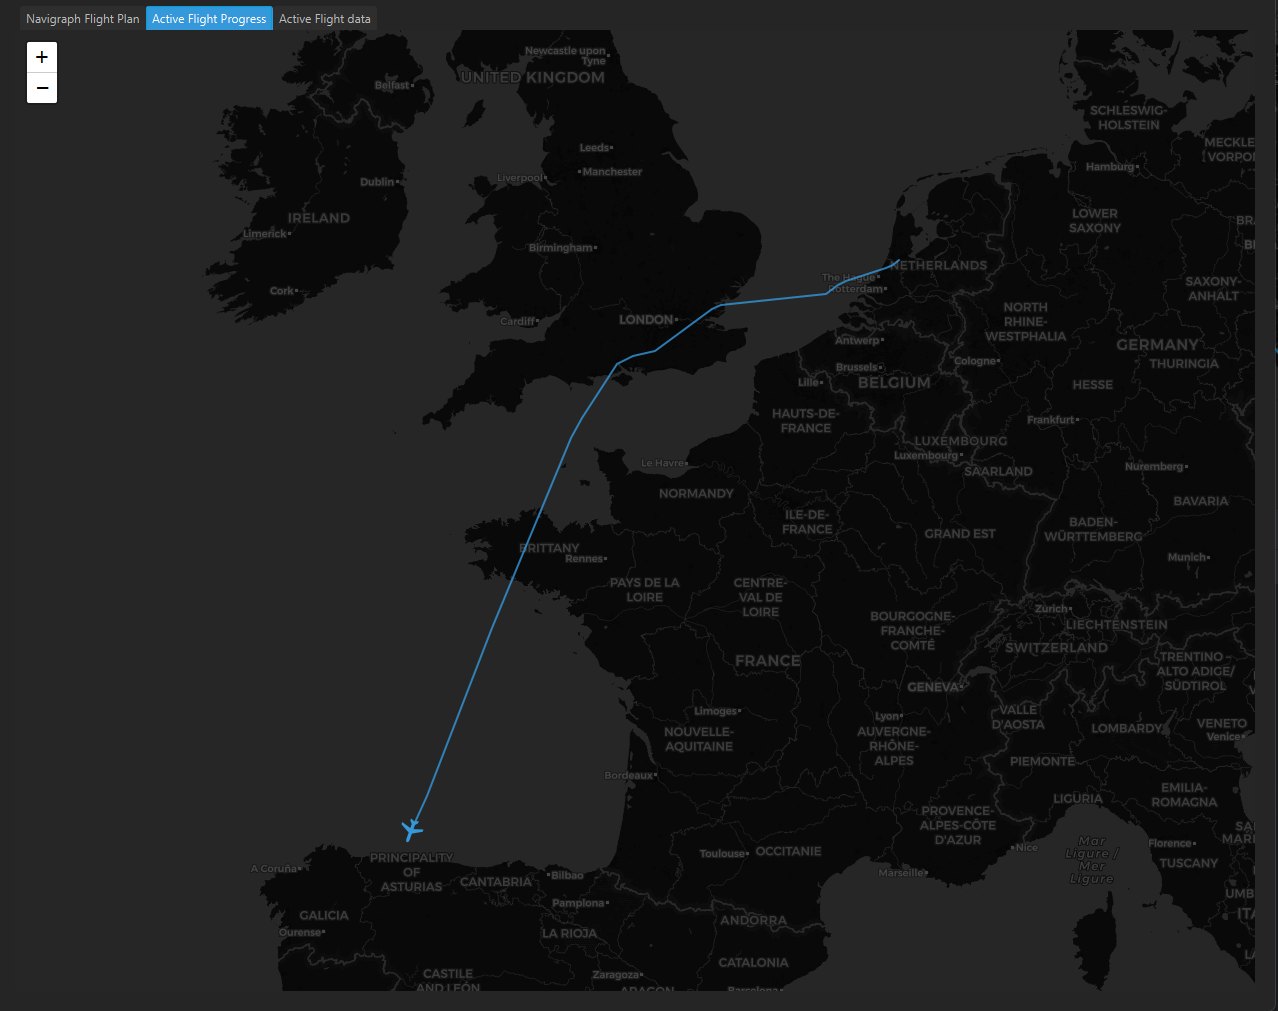 Navigraph Flight Plan
Active Flight Progress
Active Flight data
+
−
Newcastle upon
Tyne
UNITED KINGDOM
Belfast
SCHLESWIG-
HOLSTEIN
MECKLE
VORPO
Leeds
Manchester
Liverpool
Hamburg
Dublin
IRELAND
Limerick
LOWER
SAXONY
BR
Birmingham
B
NETHERLANDS
The Hague
Rotterdam
Cork
SAXONY-
ANHALT
Cardiff
LONDON
NORTH
RHINE-
WESTPHALIA
Antwerp
GERMANY
Brussels
Cologne
THURINGIA
Lille
BELGIUM
HESSE
HAUTS-DE-
FRANCE
Frankfurt
LUXEMBOURG
Luxembourg
Le Havre
SAARLAND
Nuremberg
NORMANDY
BAVARIA
ILE-DE-
FRANCE
GRAND EST
BADEN-
WÜRTTEMBERG
BRITTANY
Rennes
Munich
PAYS DE LA
LOIRE
CENTRE-
VAL DE
LOIRE
Zurich
LIECHTENSTEIN
BOURGOGNE-
FRANCHE-
COMTÉ
SWITZERLAND
FRANCE
TRENTINO –
ALTO ADIGE/
SÜDTIROL
GENEVA
Limoges
Lyon
VALLE
D'AOSTA
LOMBARDY
VENETO
Venice
NOUVELLE-
AQUITAINE
AUVERGNE-
RHÔNE-
ALPES
PIEMONTE
Bordeaux
EMILIA-
ROMAGNA
LIGURIA
PROVENCE-
ALPES-CÔTE
D'AZUR
SA
MARI
Mar
Ligure /
Mer
Ligure
Nice
Florence
TUSCANY
Toulouse
OCCITANIE
PRINCIPALITY
OF
ASTURIAS
A Coruña
CANTABRIA
Bilbao
Marseille
UMB
Pamplona
GALICIA
ANDORRA
ITA
Ourense
LA RIOJA
L
CATALONIA
CASTILE
AND LEÓN
Zaragoza
ARAGON
Barcelona